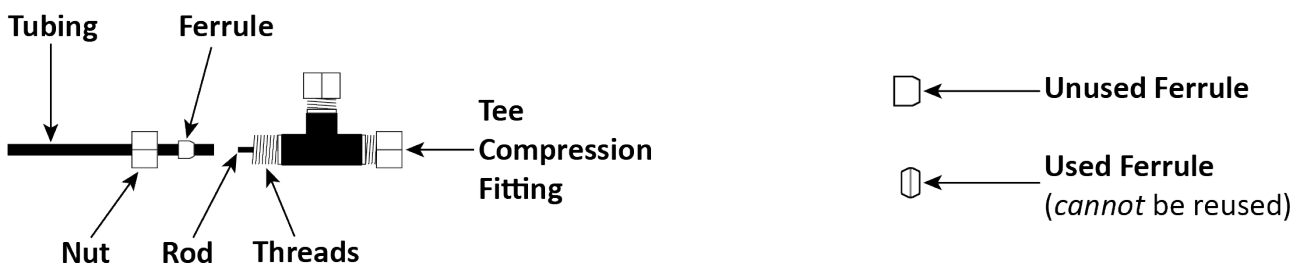 Tubing
Ferrule
Tee
Compression
Fitting
Nut
Rod
Threads
Unused Ferrule
Used Ferrule
(cannot be reused)